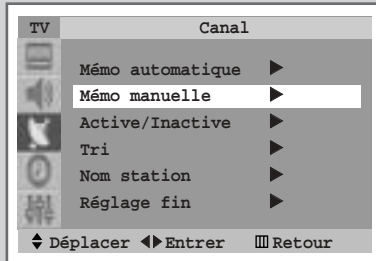 TV Canal
Mémo automatique
Mémo manuelle
Active/Inactive
Tri
Nom station
Réglage fin
Déplacer Entrer Retour